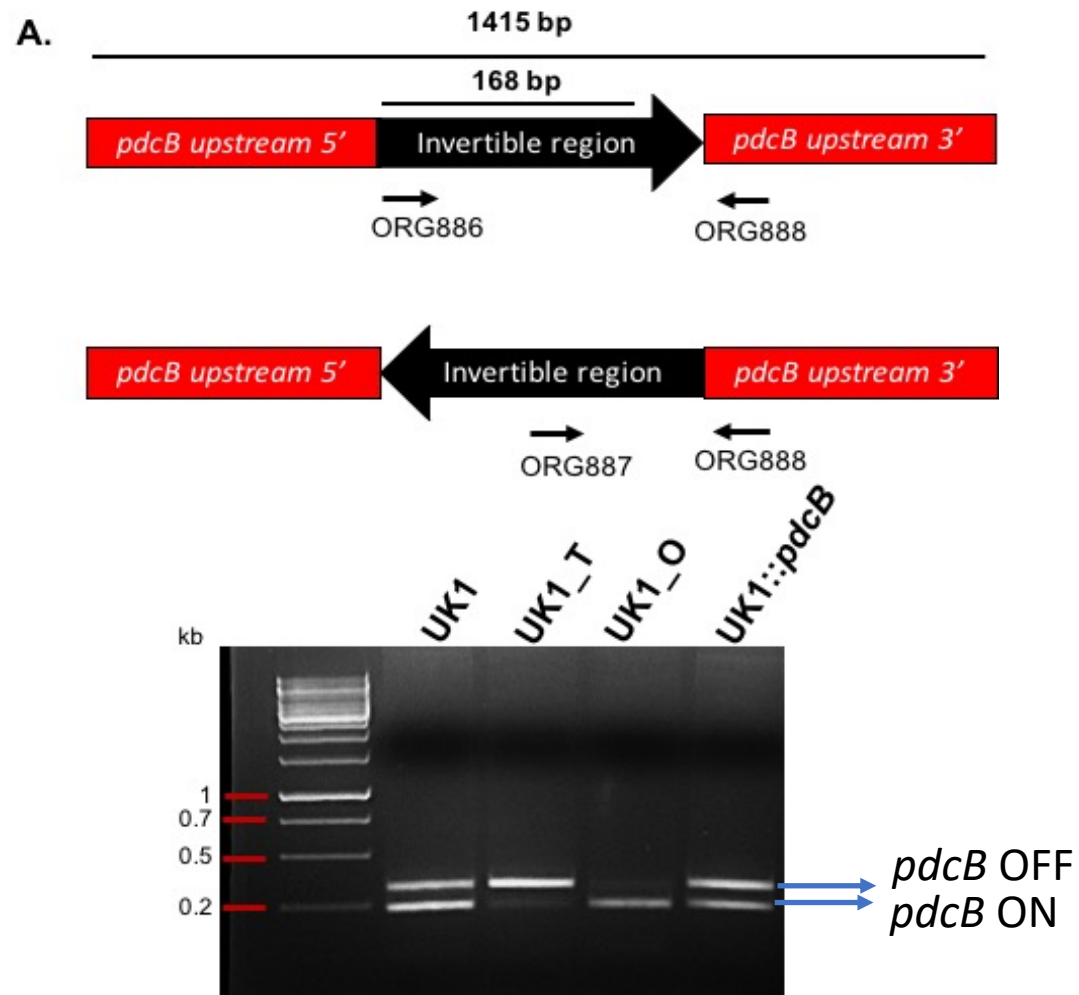 A.
1415 bp
168 bp
pdcB upstream 5’
Invertible region
pdcB upstream 3’
ORG886
ORG888
pdcB upstream 5’
Invertible region
pdcB upstream 3’
ORG887
ORG888
UK1
UK1_T
UK1_O
UK1::pdcB
kb
1
0.7
0.5
0.2
pdcB OFF
pdcB ON